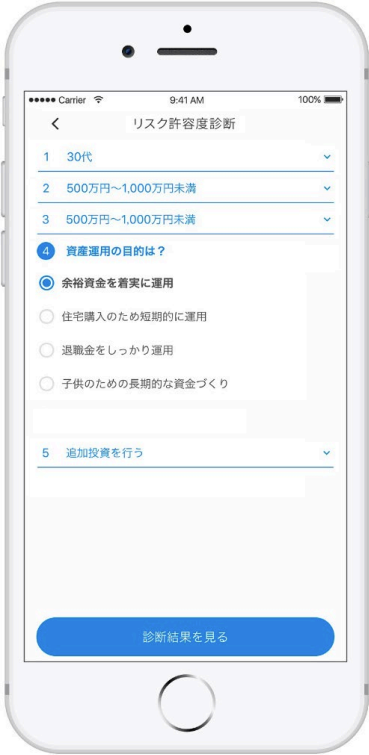 Carrier 9:41 AM 100%
リスク許容度診断
1 30代
2 500万円〜1,000万円未満
3 500万円〜1,000万円未満
4 資産運用の目的は？
余裕資金を着実に運用
住宅購入のため短期的に運用
退職金をしっかり運用
子供のための長期的な資金づくり
5 追加投資を行う
診断結果を見る